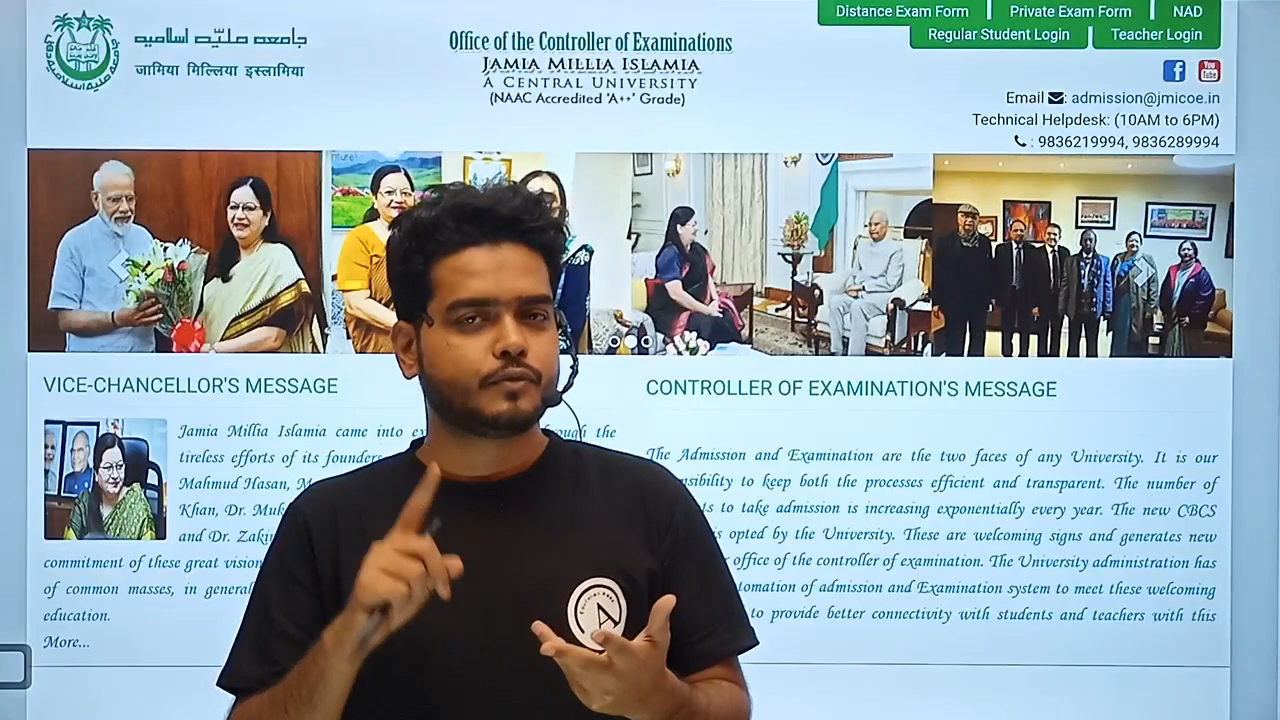 Distance Exam Form
Private Exam Form
NAD
Regular Student Login
Teacher Login
جامعہ ملیّہ اسلامیہ
जामिया मिल्लिया इस्लामिया
Office of the Controller of Examinations
JAMIA MILLIA ISLAMIA
A CENTRAL UNIVERSITY
(NAAC Accredited 'A++' Grade)
You Tube
Email : admission@jmicoe.in
Technical Helpdesk: (10AM to 6PM)
: 9836219994, 9836289994
VICE-CHANCELLOR'S MESSAGE
Jamia Millia Islamia came into the
tireless efforts of its founders
Mahmud Hasan,
Khan, Dr.
and Dr.
commitment of these great
of common masses, in
education.
More...
CONTROLLER OF EXAMINATION'S MESSAGE
The Admission and Examination are the two faces of any University. It is our
to keep both the processes efficient and transparent. The number of
to take admission is increasing exponentially every year. The new CBCS
is opted by the University. These are welcoming signs and generates new
office of the controller of examination. The University administration has
of admission and Examination system to meet these welcoming
to provide better connectivity with students and teachers with this
A